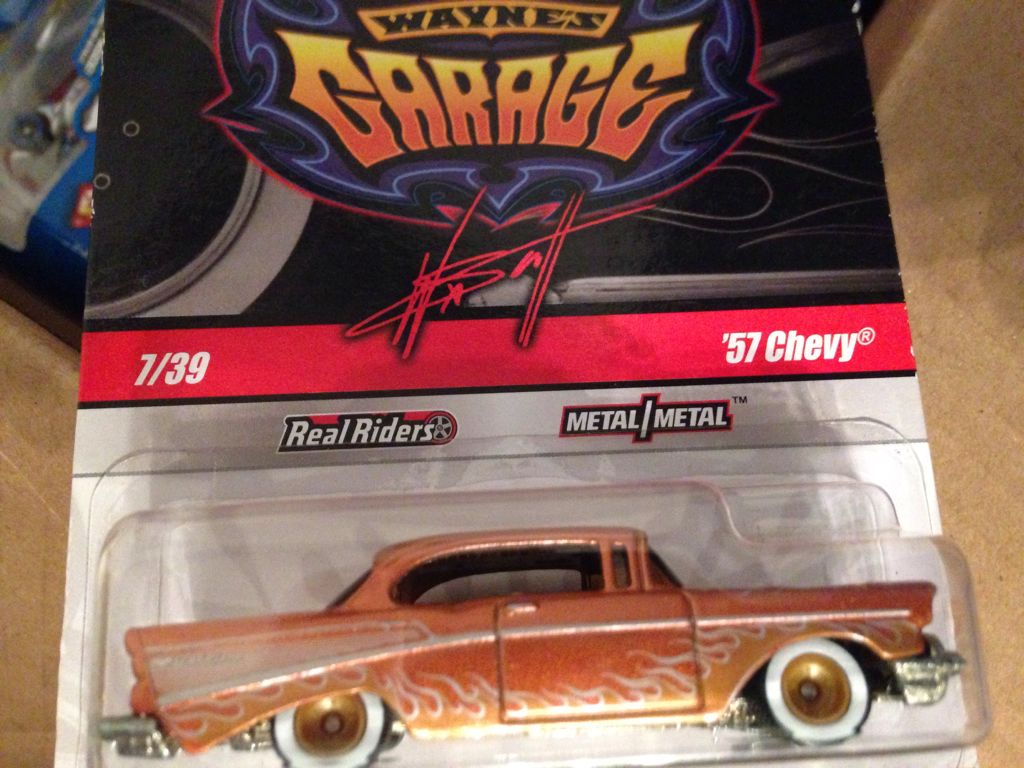 WAYNE'S
GARAGE
7/39
'57 Chevy®
Real Riders
METAL/METAL™